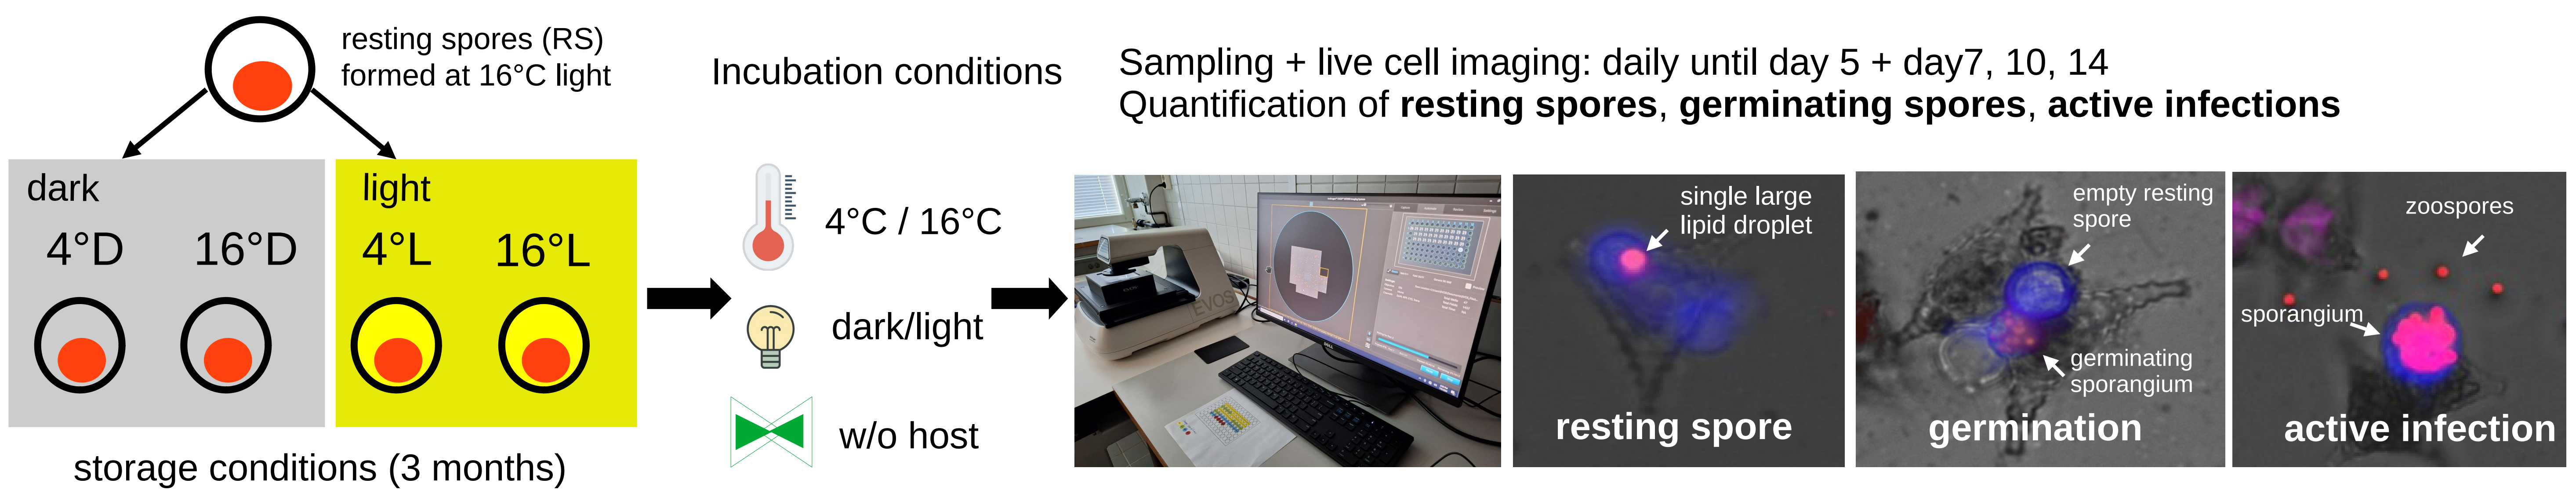 resting spores (RS)
formed at 16°C light
dark
4°D
16°D
light
4°L
16°L
storage conditions (3 months)
Incubation conditions
4°C / 16°C
dark/light
w/o host
Sampling + live cell imaging: daily until day 5 + day7, 10, 14
Quantification of resting spores, germinating spores, active infections
EVOS
DELL
single large
lipid droplet
resting spore
empty resting
spore
germinating
sporangium
germination
zoospores
sporangium
active infection